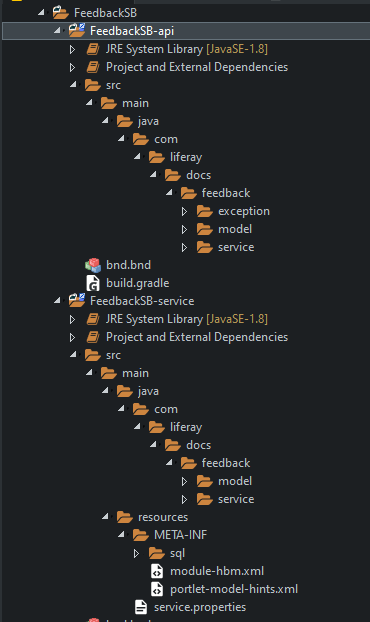 FeedbackSB
FeedbackSB-api
JRE System Library [JavaSE-1.8]
Project and External Dependencies
src
main
java
com
liferay
docs
feedback
exception
model
service
bnd.bnd
build.gradle
FeedbackSB-service
JRE System Library [JavaSE-1.8]
Project and External Dependencies
src
main
java
com
liferay
docs
feedback
model
service
resources
META-INF
sql
module-hbm.xml
portlet-model-hints.xml
service.properties